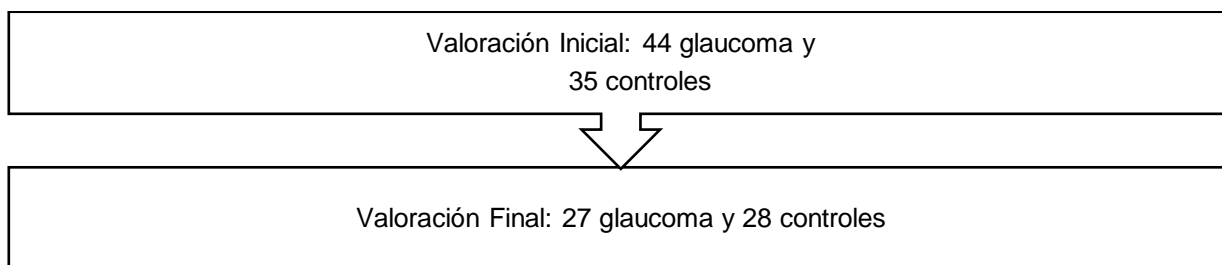 Valoración Inicial: 44 glaucoma y
35 controles
Valoración Final: 27 glaucoma y 28 controles